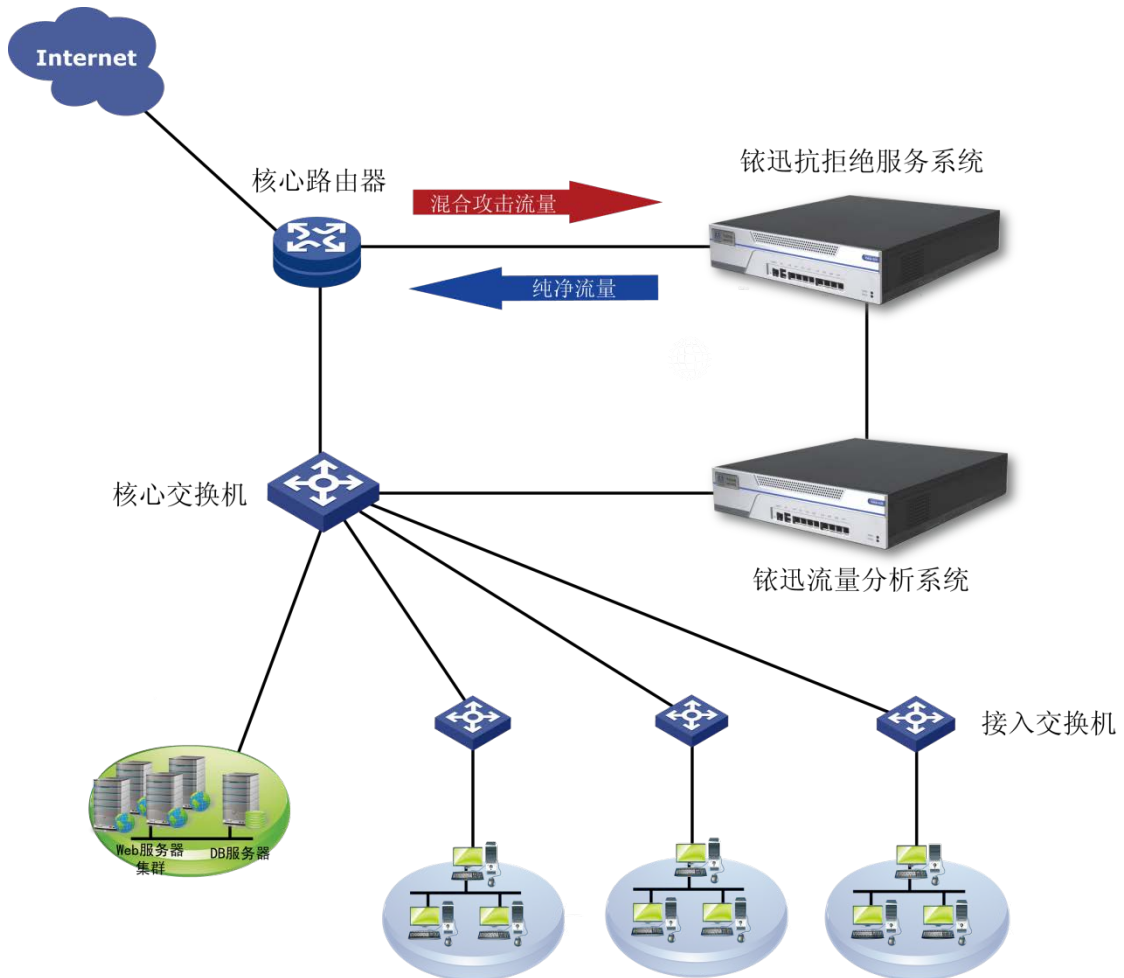 Internet
核心路由器
混合攻击流量
铱迅抗拒绝服务系统
纯净流量
核心交换机
铱迅流量分析系统
接入交换机
Web服务器
集群
DB服务器